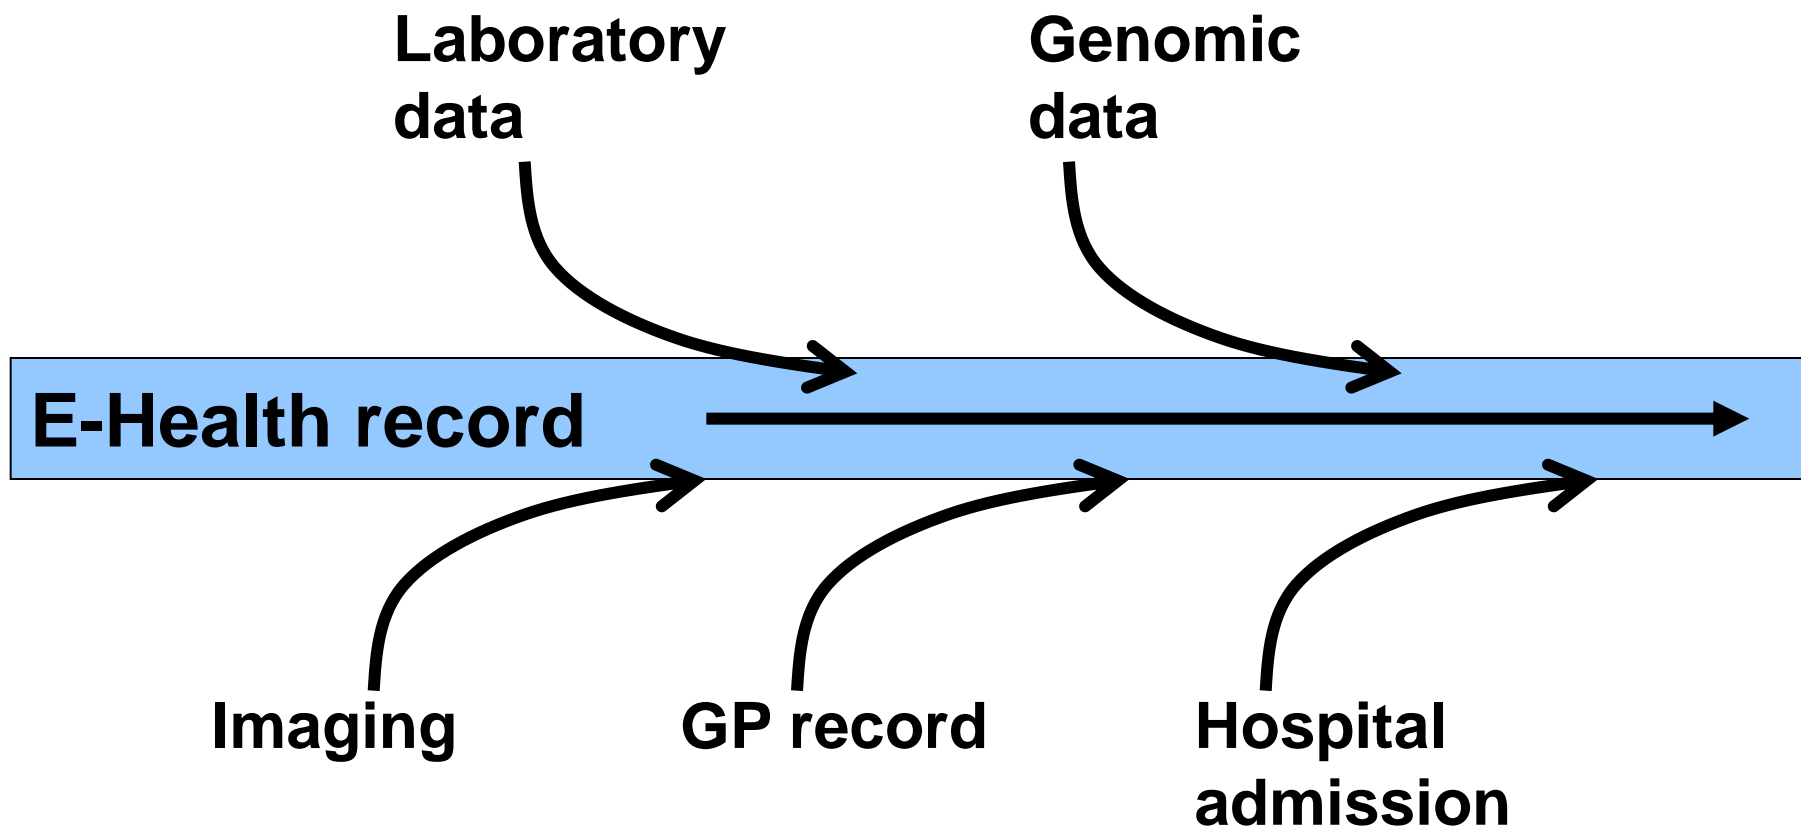 Laboratory
data
Genomic
data
E-Health record
Imaging
GP record
Hospital
admission